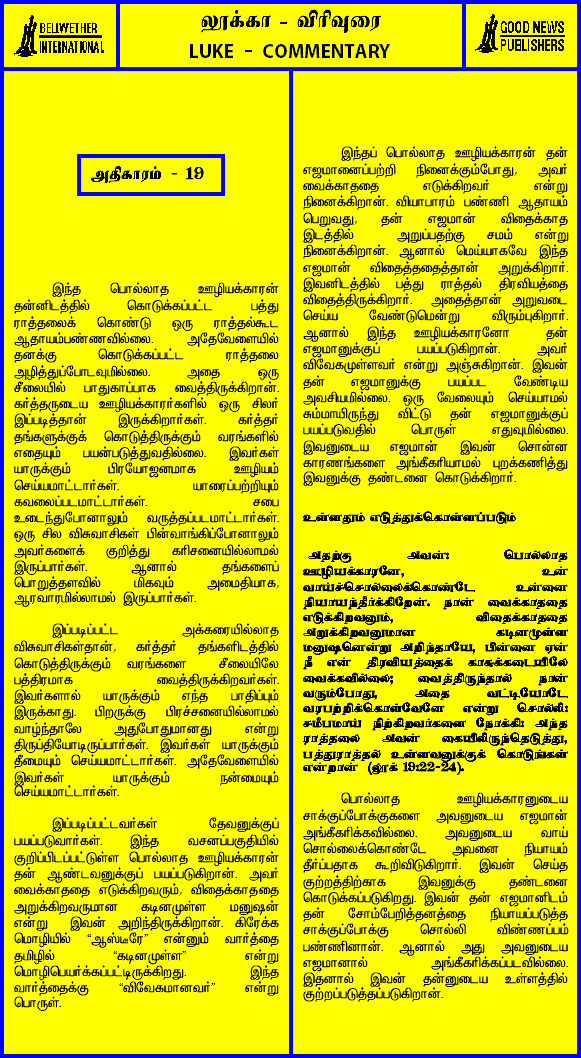 BELLWETHER
INTERNATIONAL
லூக்கா - விரிவுரை
LUKE - COMMENTARY
GOOD NEWS
PUBLISHERS
அதிகாரம் - 19
இந்த பொல்லாத ஊழியக்காரன்
தன்னிடத்தில் கொடுக்கப்பட்ட பத்து
ராத்தலைக் கொண்டு ஒரு ராத்தல்கூட
ஆதாயம்பண்ணவில்லை. அதேவேளையில்
தனக்கு கொடுக்கப்பட்ட ராத்தலை
அழித்துப்போடவுமில்லை. அதை ஒரு
சீலையில் பாதுகாப்பாக வைத்திருக்கிறான்.
கர்த்தருடைய ஊழியக்காரர்களில் ஒரு சிலர்
இப்படித்தான் இருக்கிறார்கள். கர்த்தர்
தங்களுக்குக் கொடுத்திருக்கும் வரங்களில்
எதையும் பயன்படுத்துவதில்லை. இவர்கள்
யாருக்கும் பிரயோஜனமாக ஊழியம்
செய்யமாட்டார்கள். யாரைப்பற்றியும்
கவலைப்படமாட்டார்கள். சபை
உடைந்துபோனாலும் வருத்தப்படமாட்டார்கள்.
ஒரு சில விசுவாசிகள் பின்வாங்கிப்போனாலும்
அவர்களைக் குறித்து கரிசனையில்லாமல்
இருப்பார்கள். ஆனால் தங்களைப்
பொறுத்தளவில் மிகவும் அமைதியாக,
ஆரவாரமில்லாமல் இருப்பார்கள்.
இப்படிப்பட்ட அக்கரையில்லாத
விசுவாசிகள்தான், கர்த்தர் தங்களிடத்தில்
கொடுத்திருக்கும் வரங்களை சீலையிலே
பத்திரமாக வைத்திருக்கிறவர்கள்.
இவர்களால் யாருக்கும் எந்த பாதிப்பும்
இருக்காது. பிறருக்கு பிரச்சனையில்லாமல்
வாழ்ந்தாலே அதுபோதுமானது என்று
திருப்தியோடிருப்பார்கள். இவர்கள் யாருக்கும்
தீமையும் செய்யமாட்டார்கள். அதேவேளையில்
இவர்கள் யாருக்கும் நன்மையும்
செய்யமாட்டார்கள்.
இப்படிப்பட்டவர்கள் தேவனுக்குப்
பயப்படுவார்கள். இந்த வசனப்பகுதியில்
குறிப்பிடப்பட்டுள்ள பொல்லாத ஊழியக்காரன்
தன் ஆண்டவனுக்குப் பயப்படுகிறான். அவர்
வைக்காததை எடுக்கிறவரும், விதைக்காததை
அறுக்கிறவருமான கடினமுள்ள மனுஷன்
என்று இவன் அறிந்திருக்கிறான். கிரேக்க
மொழியில் “ஆஸ்டீரே” என்னும் வார்த்தை
தமிழில் “கடினமுள்ள” என்று
மொழிபெயர்க்கப்பட்டிருக்கிறது. இந்த
வார்த்தைக்கு “விவேகமானவர்” என்று
பொருள்.
இந்தப் பொல்லாத ஊழியக்காரன் தன்
எஜமானைப்பற்றி நினைக்கும்போது, அவர்
வைக்காததை எடுக்கிறவர் என்று
நினைக்கிறான். வியாபாரம் பண்ணி ஆதாயம்
பெறுவது, தன் எஜமான் விதைக்காத
இடத்தில் அறுப்பதற்கு சமம் என்று
நினைக்கிறான். ஆனால் மெய்யாகவே இந்த
எஜமான் விதைத்ததைத்தான் அறுக்கிறார்.
இவனிடத்தில் பத்து ராத்தல் திரவியத்தை
விதைத்திருக்கிறார். அதைத்தான் அறுவடை
செய்ய வேண்டுமென்று விரும்புகிறார்.
ஆனால் இந்த ஊழியக்காரனோ தன்
எஜமானுக்குப் பயப்படுகிறான். அவர்
விவேகமுள்ளவர் என்று அஞ்சுகிறான். இவன்
தன் எஜமானுக்கு பயப்பட வேண்டிய
அவசியமில்லை. ஒரு வேலையும் செய்யாமல்
சும்மாயிருந்து விட்டு தன் எஜமானுக்குப்
பயப்படுவதில் பொருள் எதுவுமில்லை.
இவனுடைய எஜமான் இவன் சொன்ன
காரணங்களை அங்கீகரியாமல் புறக்கணித்து
இவனுக்கு தண்டனை கொடுக்கிறார்.
உள்ளதும் எடுத்துக்கொள்ளப்படும்
அதற்கு அவன்: பொல்லாத
ஊழியக்காரனே, உன்
வாய்ச்சொல்லைக்கொண்டே உன்னை
நியாயந்தீர்க்கிறேன். நான் வைக்காததை
எடுக்கிறவனும், விதைக்காததை
அறுக்கிறவனுமான கடினமுள்ள
மனுஷனென்று அறிந்தாயே, பின்னை ஏன்
நீ என் திரவியத்தைக் காசுக்கடையிலே
வைக்கவில்லை; வைத்திருந்தால் நான்
வரும்போது, அதை வட்டியோடே
வரபற்றிக்கொள்வேனே என்று சொல்லி:
சமீபமாய் நிற்கிறவர்களை நோக்கி: அந்த
ராத்தலை அவன் கையிலிருந்தெடுத்து,
பத்துராத்தல் உள்ளவனுக்குக் கொடுங்கள்
என்றான் (லூக் 19:22-24).
பொல்லாத ஊழியக்காரனுடைய
சாக்குப்போக்குகளை அவனுடைய எஜமான்
அங்கீகரிக்கவில்லை. அவனுடைய வாய்
சொல்லைக்கொண்டே அவனை நியாயம்
தீர்ப்பதாக கூறிவிடுகிறார். இவன் செய்த
குற்றத்திற்காக இவனுக்கு தண்டனை
கொடுக்கப்படுகிறது. இவன் தன் எஜமானிடம்
தன் சோம்பேறித்தனத்தை நியாயப்படுத்த
சாக்குப்போக்கு சொல்லி விண்ணப்பம்
பண்ணினான். ஆனால் அது அவனுடைய
எஜமானால் அங்கீகரிக்கப்படவில்லை.
இதனால் இவன் தன்னுடைய உள்ளத்தில்
குற்றப்படுத்தப்படுகிறான்.